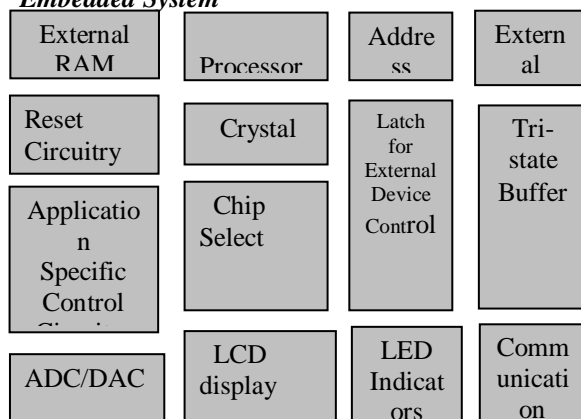 Embedded System
External
RAM
Processor
Addre
ss
Extern
al
Reset
Circuitry
Crystal
Latch
for
External
Device
Control
Tri-
state
Buffer
Applicatio
n
Specific
Control
Chip
Select
ADC/DAC
LCD
display
LED
Indicat
ors
Comm
unicati
on